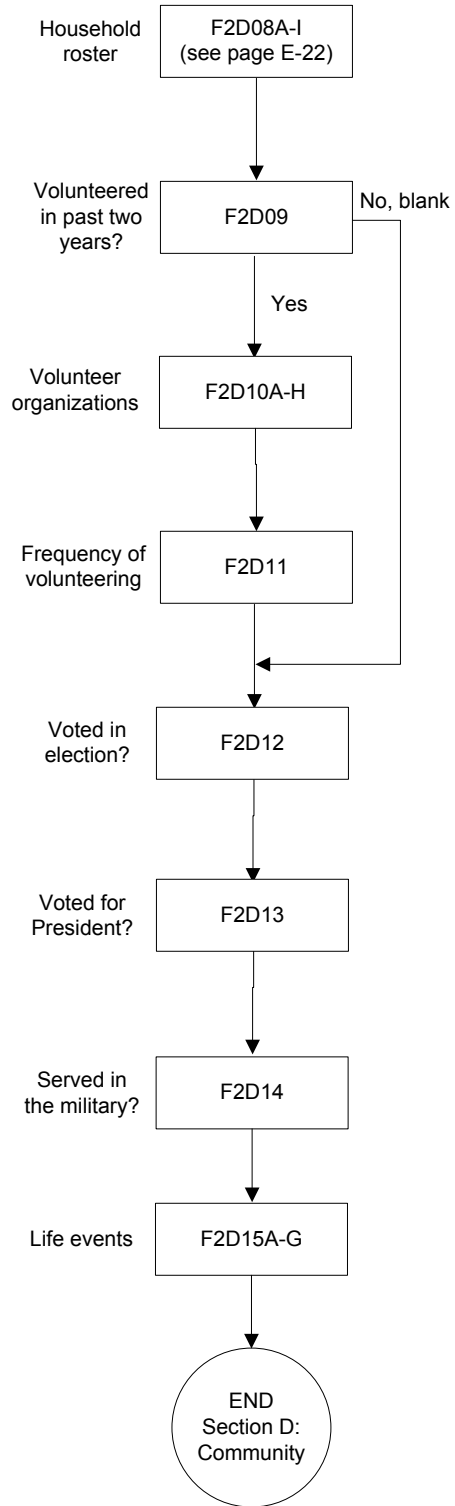 Household
roster
F2D08A-I
(see page E-22)
Volunteered
in past two
years?
F2D09
No, blank
Yes
Volunteer
organizations
F2D10A-H
Frequency of
volunteering
F2D11
Voted in
election?
F2D12
Voted for
President?
F2D13
Served in
the military?
F2D14
Life events
F2D15A-G
END
Section D:
Community